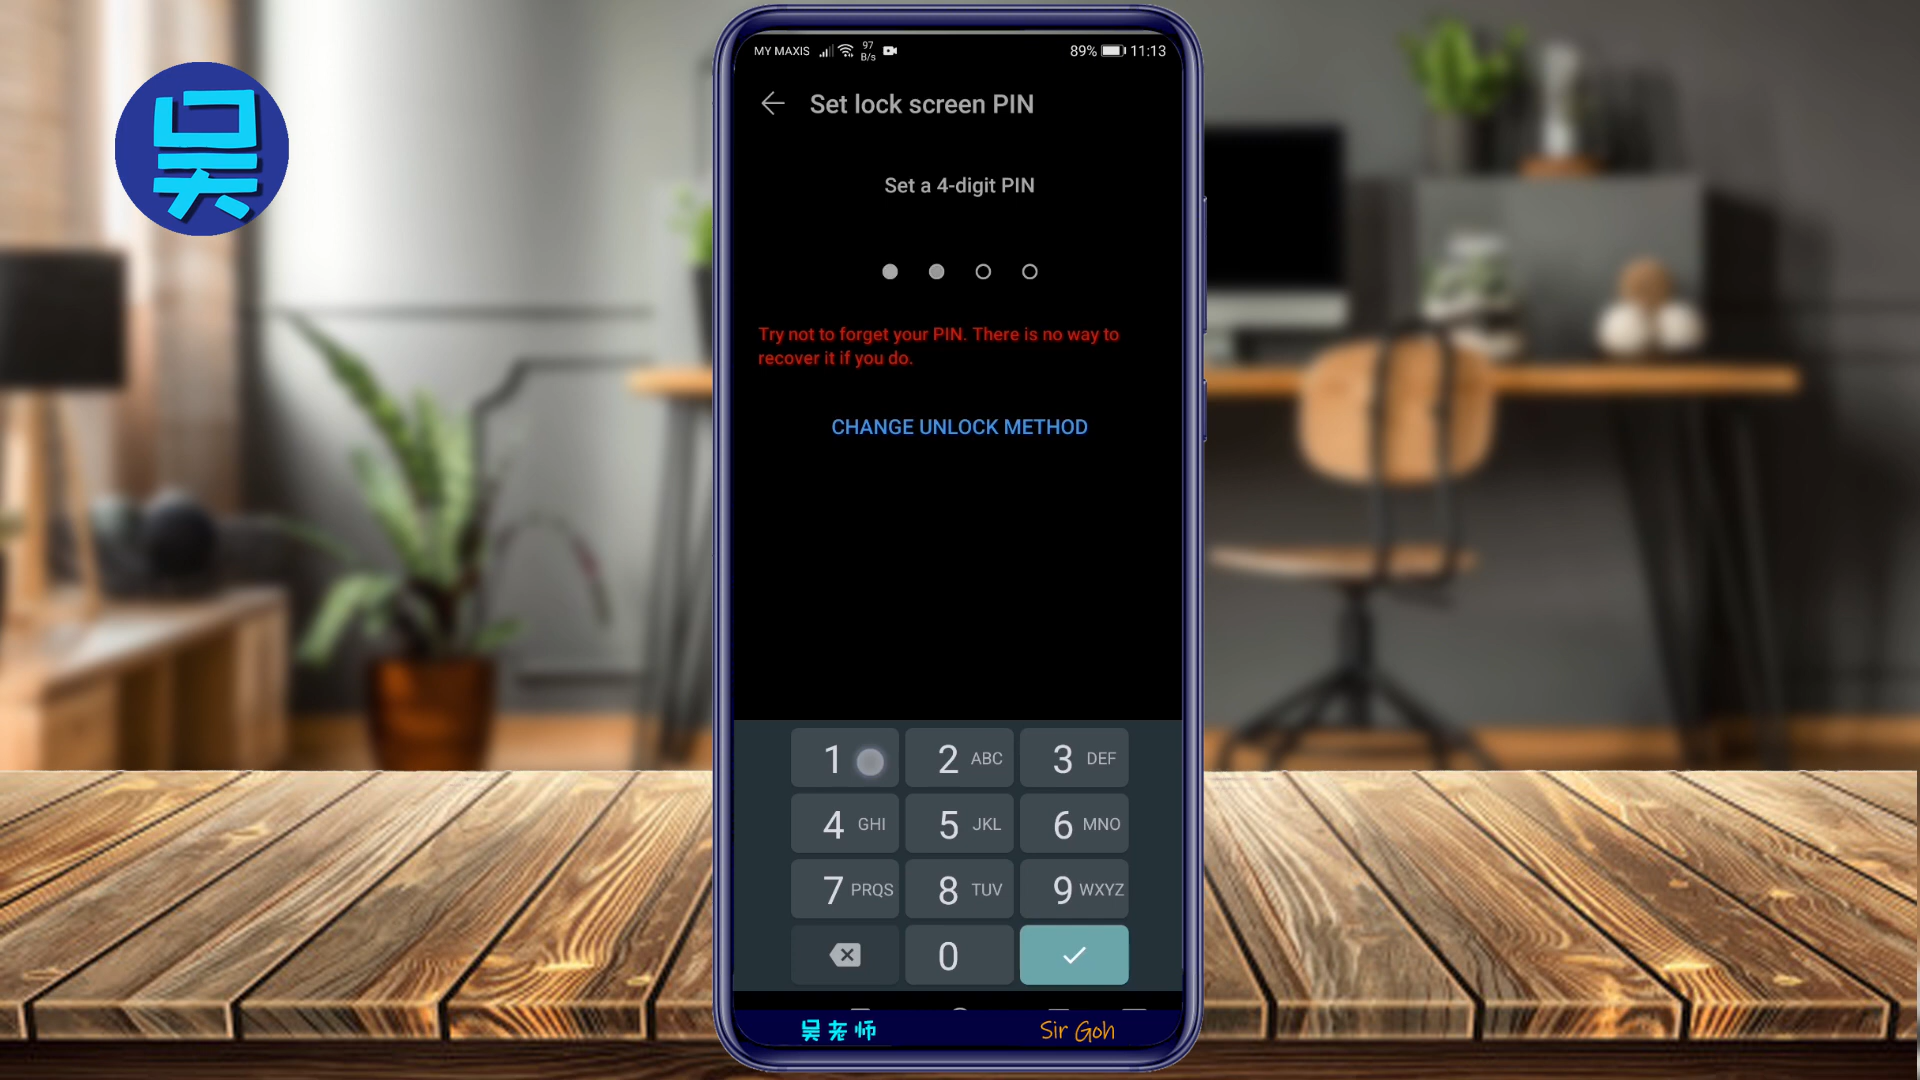 吴
MY MAXIS 97 B/s 89% 11:13
Set lock screen PIN
Set a 4-digit PIN
Try not to forget your PIN. There is no way to
recover it if you do.
CHANGE UNLOCK METHOD
1 2 ABC 3 DEF
4 GHI 5 JKL 6 MNO
7 PRQS 8 TUV 9 WXYZ
0
吴老师 Sir Goh